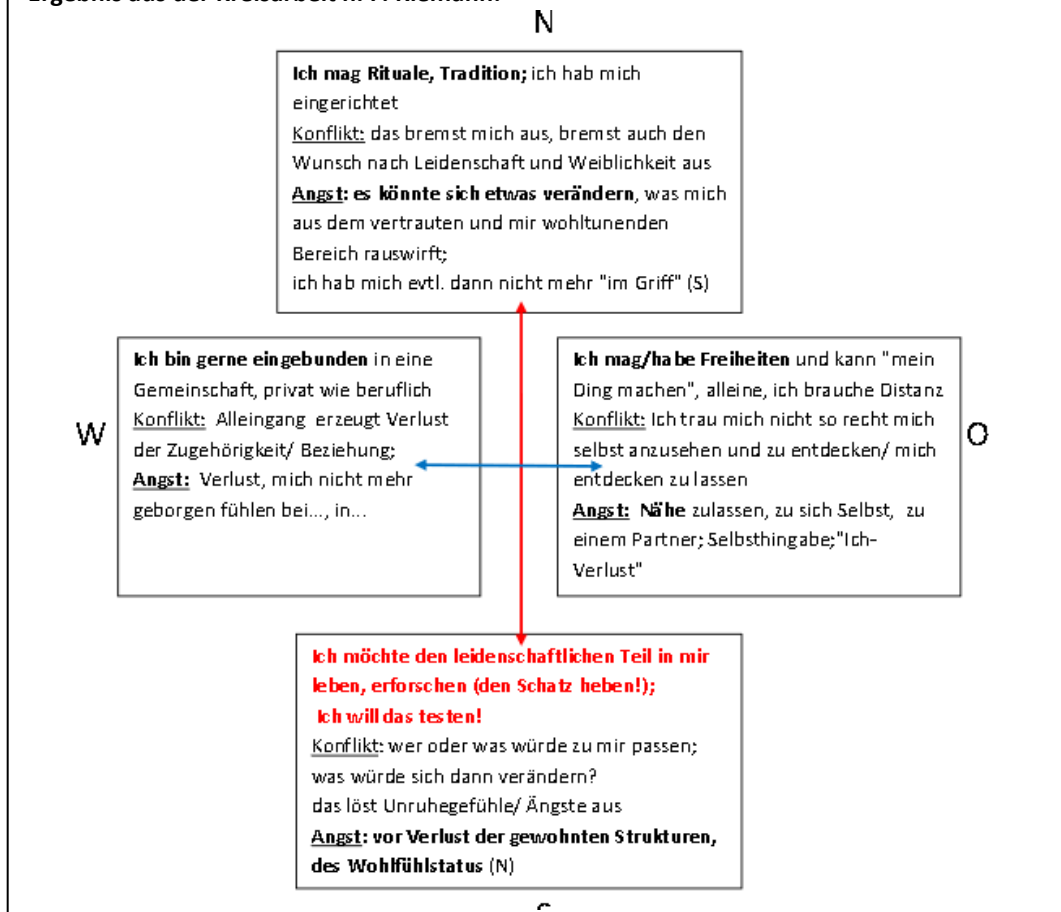 Ergebnis aus der Kreisarbeit n. F. Riemann:
N
Ich mag Rituale, Tradition; ich hab mich
eingerichtet
Konflikt: das bremst mich aus, bremst auch den
Wunsch nach Leidenschaft und Weiblichkeit aus
Angst: es könnte sich etwas verändern, was mich
aus dem vertrauten und mir wohltunenden
Bereich rauswirft;
ich hab mich evtl. dann nicht mehr "im Griff" (S)
W
Ich bin gerne eingebunden in eine
Gemeinschaft, privat wie beruflich
Konflikt: Alleingang erzeugt Verlust
der Zugehörigkeit/ Beziehung;
Angst: Verlust, mich nicht mehr
geborgen fühlen bei..., in...
Ich mag/habe Freiheiten und kann "mein
Ding machen", alleine, ich brauche Distanz
Konflikt: Ich trau mich nicht so recht mich
selbst anzusehen und zu entdecken/ mich
entdecken zu lassen
Angst: Nähe zulassen, zu sich Selbst, zu
einem Partner; Selbsthingabe;"Ich-
Verlust"
O
Ich möchte den leidenschaftlichen Teil in mir
leben, erforschen (den Schatz heben!);
Ich will das testen!
Konflikt: wer oder was würde zu mir passen;
was würde sich dann verändern?
das löst Unruhegefühle/ Ängste aus
Angst: vor Verlust der gewohnten Strukturen,
des Wohlfühlstatus (N)
S